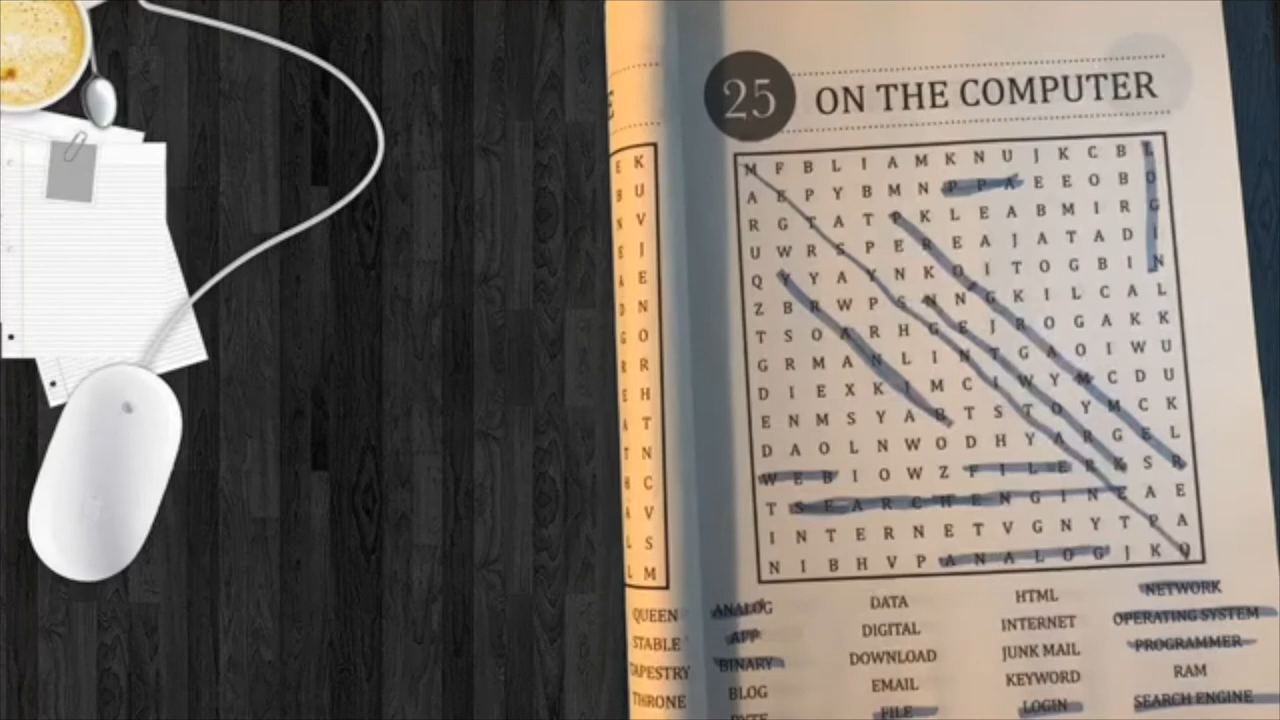 25 ON THE COMPUTER
E K
B U
N V
E J
A E
D N
G O
R R
E H
A T
T N
H C
A V
L S
L M
M F B L I A M K N U J K C B L
A E P Y B M N P P A E E O B O
R G T A T P K L E A B M I R G
U W R S P E R E A J A T A D I
Q Y Y A Y N K O I T O G B I N
Z B R W P S N N G K I L C A L
T S O A R H G E J R O G A K K
G R M A N L I N T G A O I W U
D I E X K I M C I W Y M C D U
E N M S Y A B T S T O Y M C K
D A O L N W O D H Y A R G E L
W E B I O W Z F I L E R K S R
T S E A R C H E N G I N E A E
I N T E R N E T V G N Y T P A
N I B H V P A N A L O G J K O
QUEEN
STABLE
TAPESTRY
THRONE
ANALOG DATA HTML NETWORK
APP DIGITAL INTERNET OPERATING SYSTEM
BINARY DOWNLOAD JUNK MAIL PROGRAMMER
BLOG EMAIL KEYWORD RAM
FILE LOGIN SEARCH ENGINE